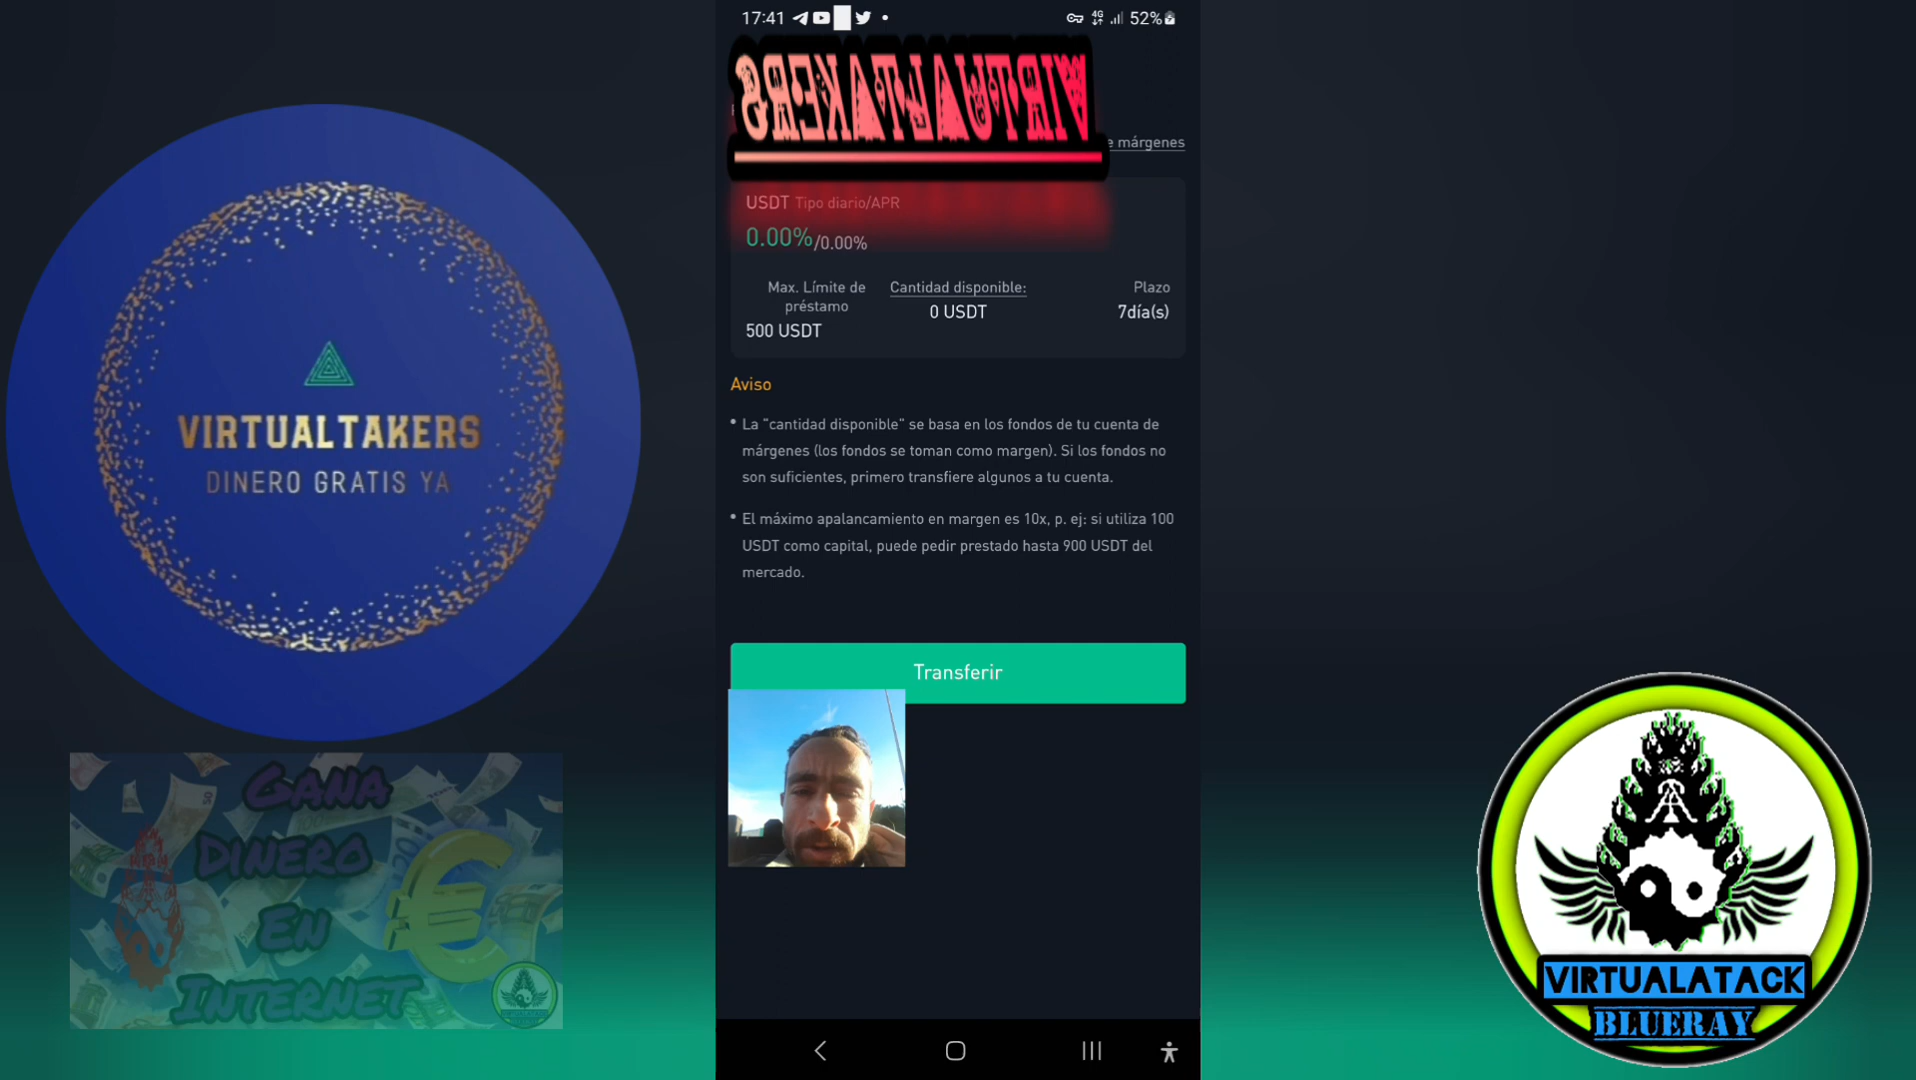 17:41
4G
52%
VIRTUALTAKERS
e márgenes
USDT Tipo diario/APR
0.00%/0.00%
Max. Límite de
préstamo
500 USDT
Cantidad disponible:
0 USDT
Plazo
7día(s)
Aviso
• La "cantidad disponible" se basa en los fondos de tu cuenta de
márgenes (los fondos se toman como margen). Si los fondos no
son suficientes, primero transfiere algunos a tu cuenta.
• El máximo apalancamiento en margen es 10x, p. ej: si utiliza 100
USDT como capital, puede pedir prestado hasta 900 USDT del
mercado.
Transferir
VIRTUALTAKERS
DINERO GRATIS YA
GANA
DINERO
EN
INTERNET
VIRTUALATACK
BLUERAY